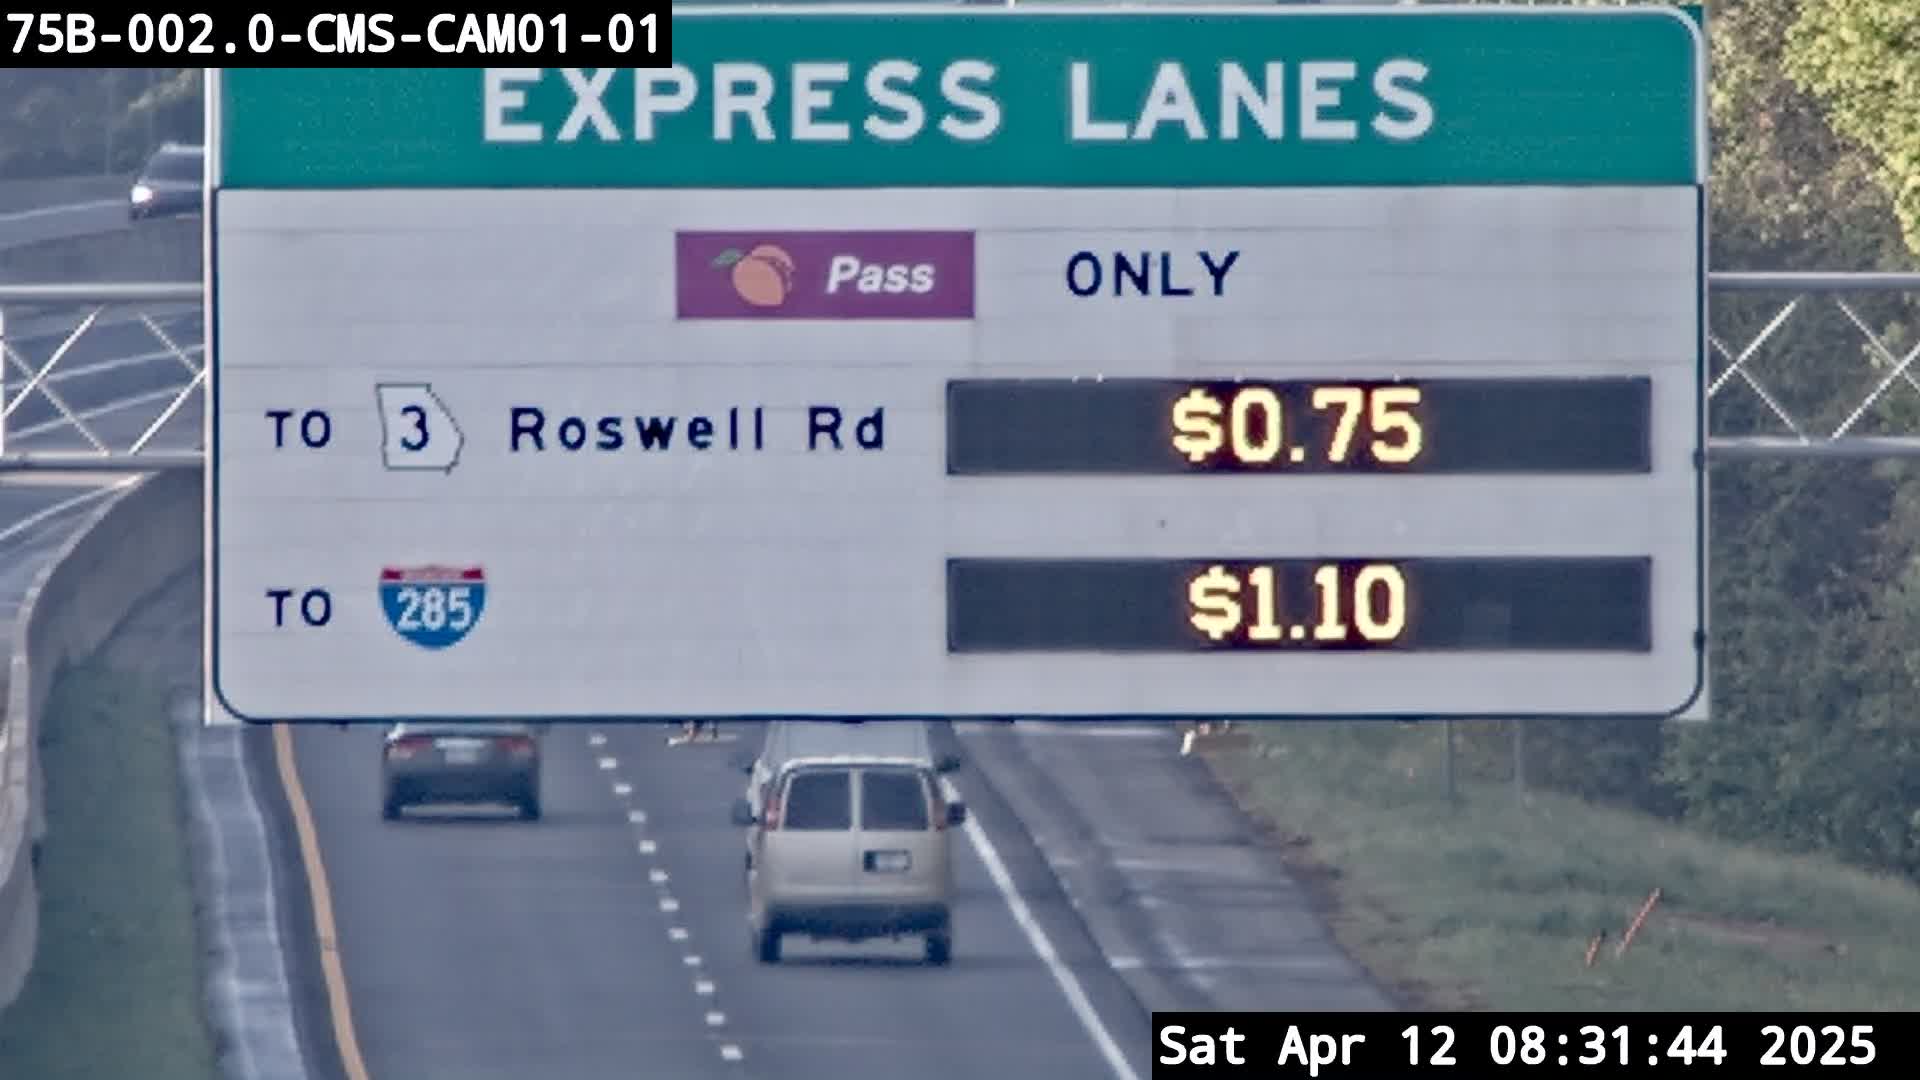 75B-002.0-CMS-CAM01-01
EXPRESS LANES
Pass ONLY
TO 3 Roswell Rd $0.75
TO 285 $1.10
Sat Apr 12 08:31:44 2025